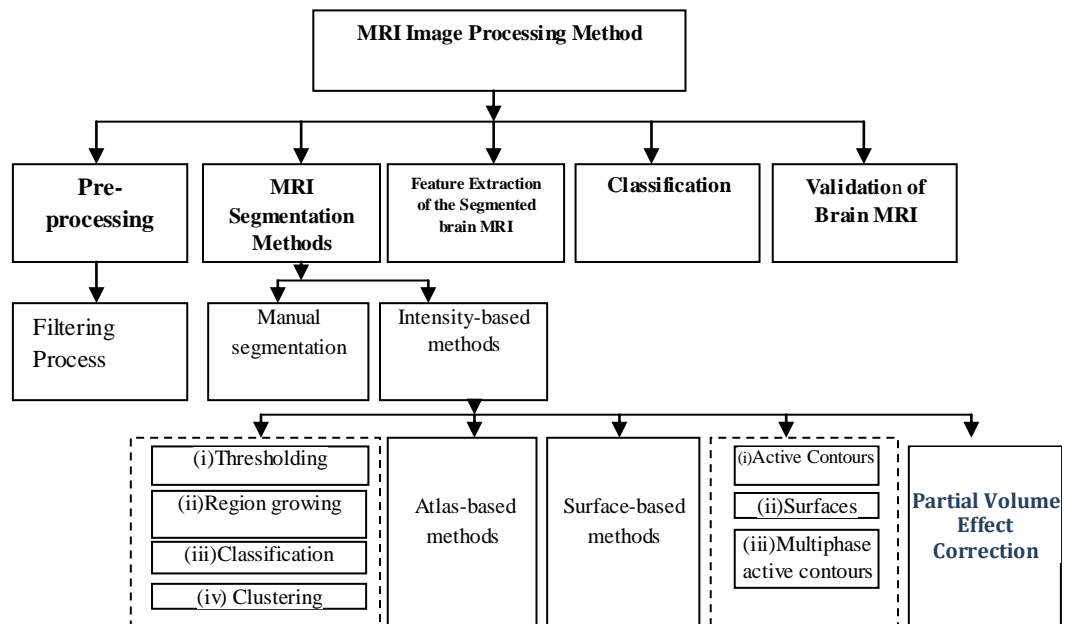 MRI Image Processing Method
Pre-
processing
MRI
Segmentation
Methods
Feature Extraction
of the Segmented
brain MRI
Classification
Validation of
Brain MRI
Filtering
Process
Manual
segmentation
Intensity-based
methods
(i)Thresholding
(ii)Region growing
(iii)Classification
(iv) Clustering
Atlas-based
methods
Surface-based
methods
(i)Active Contours
(ii)Surfaces
(iii)Multiphase
active contours
Partial Volume
Effect
Correction